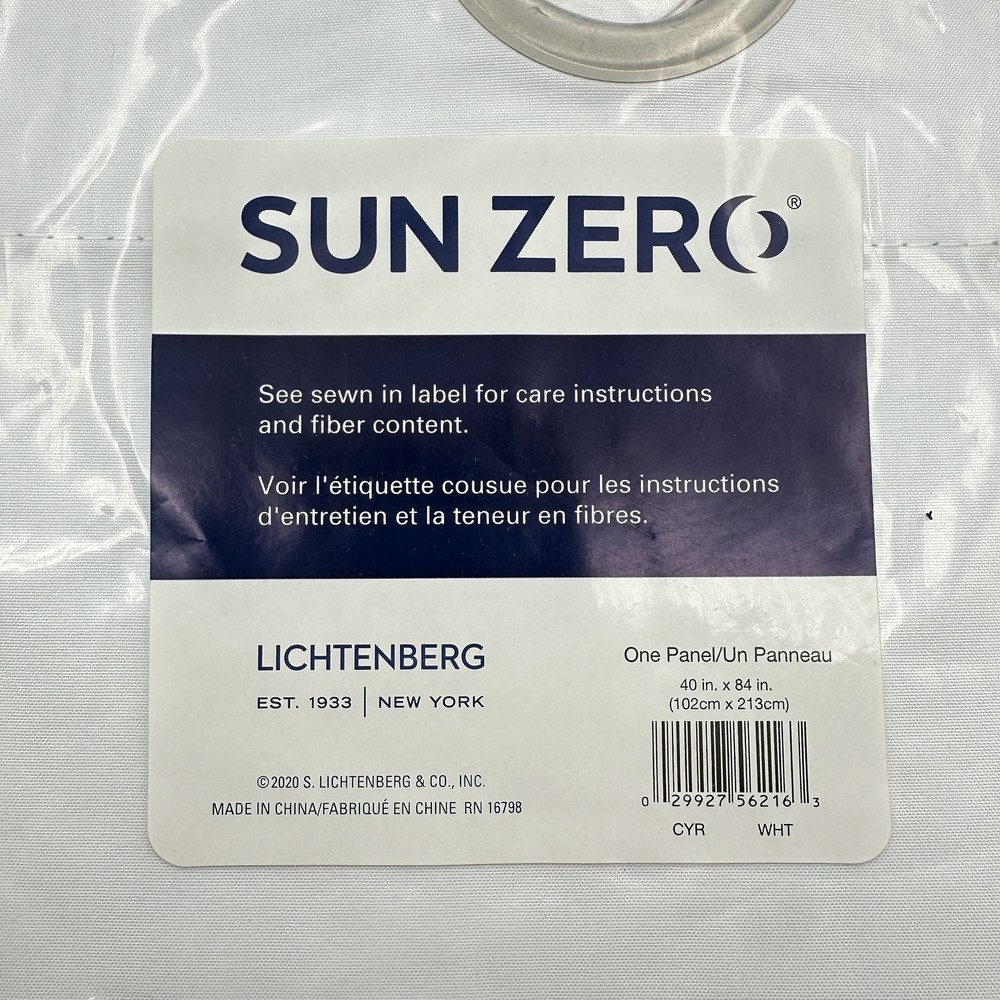 SUN ZERO®
See sewn in label for care instructions
and fiber content.
Voir l'étiquette cousue pour les instructions
d'entretien et la teneur en fibres.
LICHTENBERG
EST. 1933 | NEW YORK
©2020 S. LICHTENBERG & CO., INC.
MADE IN CHINA/FABRIQUÉ EN CHINE RN 16798
One Panel/Un Panneau
40 in. x 84 in.
(102cm x 213cm)
0 29927 56216 3
CYR WHT